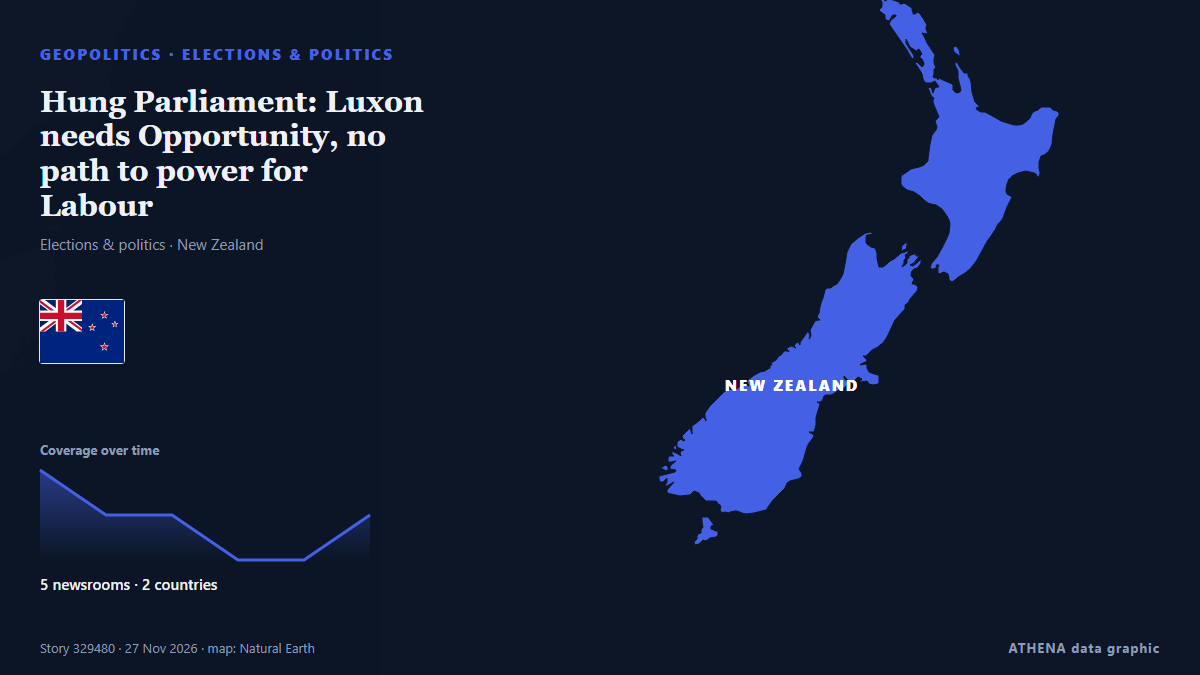 GEOPOLITICS · ELECTIONS & POLITICS
Hung Parliament: Luxon
needs Opportunity, no
path to power for
Labour
Elections & politics · New Zealand
NEW ZEALAND
Coverage over time
5 newsrooms · 2 countries
Story 329480 · 27 Nov 2026 · map: Natural Earth
ATHENA data graphic